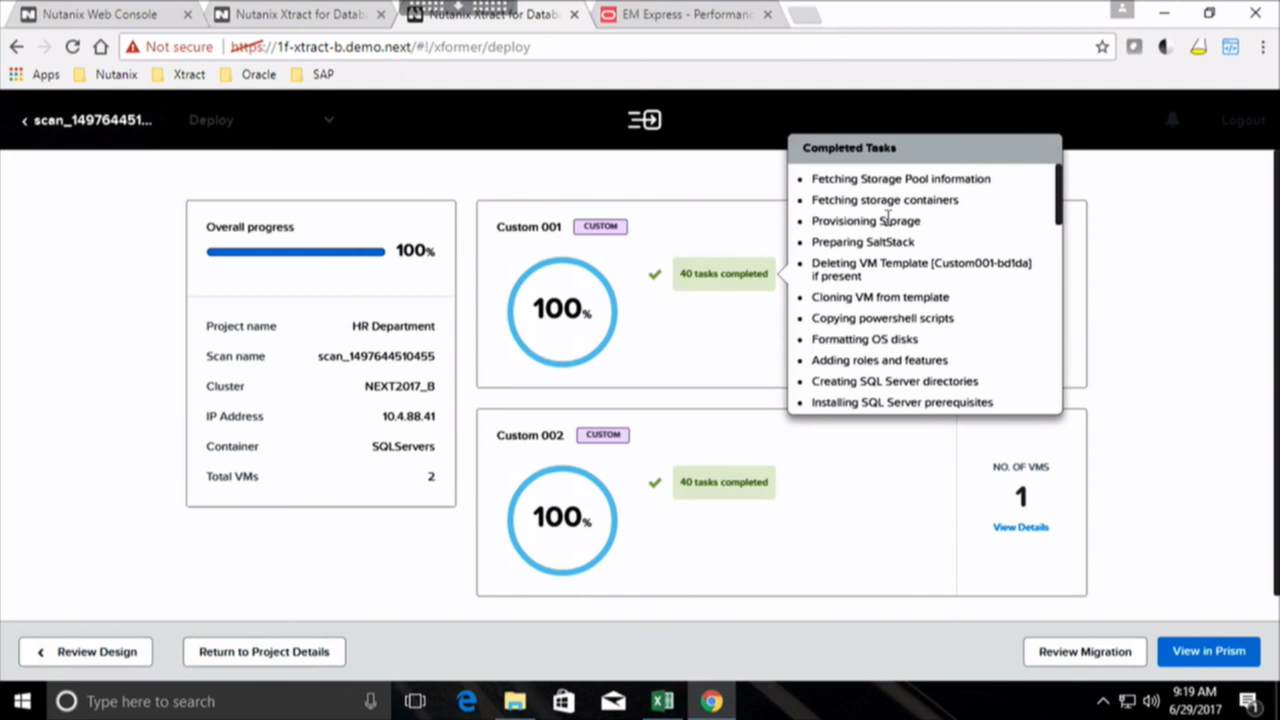 Nutanix Web Console
Nutanix Xtract for Datab
Nutanix Xtract for Datab
EM Express - Performanc
Not secure
https://1f-xtract-b.demo.next/#!/xformer/deploy
Apps
Nutanix
Xtract
Oracle
SAP
scan_149764451...
Deploy
Logout
Overall progress
100%
Project name HR Department
Scan name scan_1497644510455
Cluster NEXT2017_B
IP Address 10.4.88.41
Container SQLServers
Total VMs 2
Custom 001 CUSTOM
100%
40 tasks completed
Completed Tasks
Fetching Storage Pool information
Fetching storage containers
Provisioning Storage
Preparing SaltStack
Deleting VM Template [Custom001-bd1da]
if present
Cloning VM from template
Copying powershell scripts
Formatting OS disks
Adding roles and features
Creating SQL Server directories
Installing SQL Server prerequisites
Custom 002 CUSTOM
100%
40 tasks completed
NO. OF VMS
1
View Details
Review Design
Return to Project Details
Review Migration
View in Prism
Type here to search
9:19 AM
6/29/2017
1